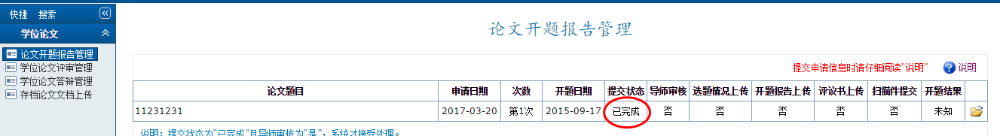 快捷 搜索
学位论文
论文开题报告管理
学位论文评审管理
学位论文答辩管理
存档论文文档上传
论文开题报告管理
提交申请信息时请仔细阅读“说明” 说明
论文题目 申请日期 次数 开题日期 提交状态 导师审核 选题情况上传 开题报告上传 评议书上传 扫描件提交 开题结果
11231231 2017-03-20 第1次 2015-09-17 已完成 否 否 否 否 否 未知
说明：提交状态为“已完成”且导师审核为“是”，系统才接受处理。